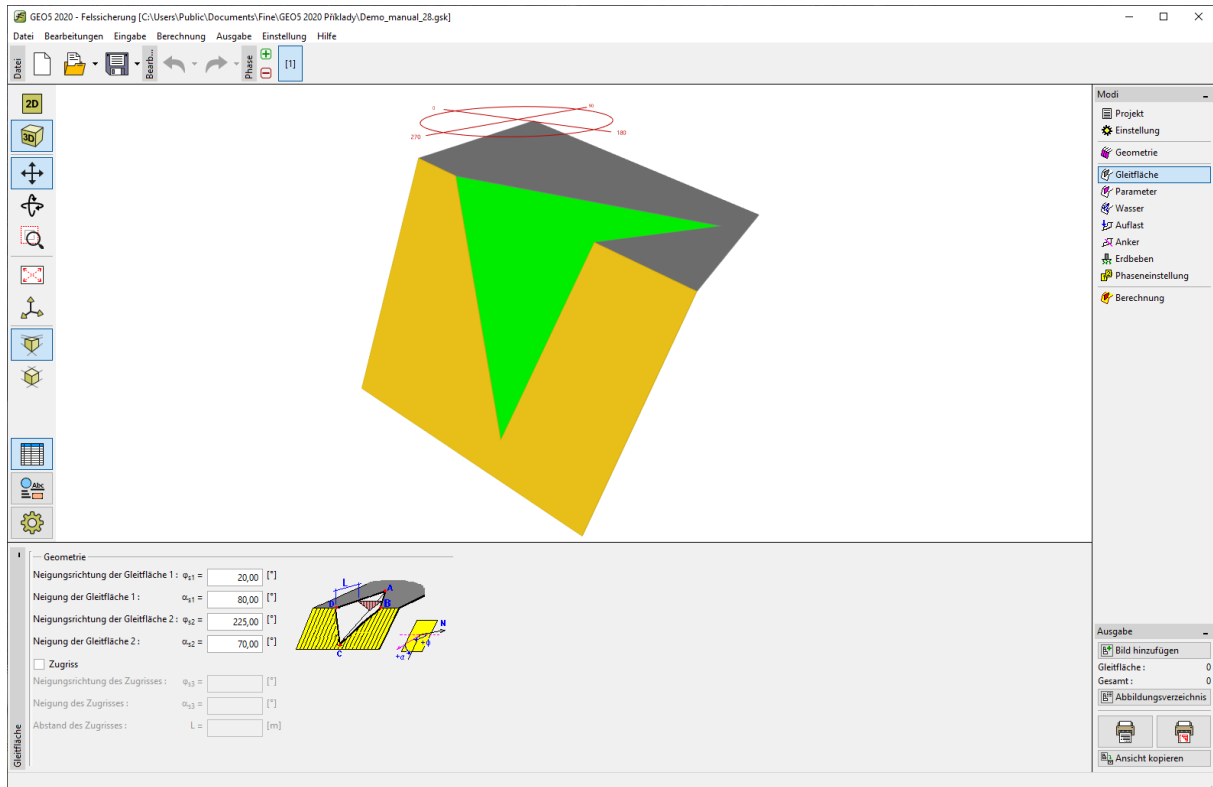 GEO5 2020 - Felssicherung [C:\Users\Public\Documents\Fine\GEO5 2020 Příklady\Demo_manual_28.gsk]
Datei Bearbeitungen Eingabe Berechnung Ausgabe Einstellung Hilfe
Datei
Bearb...
Phase
[1]
2D
3D
Abc
0
90
180
270
Modi
Projekt
Einstellung
Geometrie
Gleitfläche
Parameter
Wasser
Auflast
Anker
Erdbeben
Phaseneinstellung
Berechnung
Gleitfläche
Geometrie
Neigungsrichtung der Gleitfläche 1 : φs1 = 20,00 [°]
Neigung der Gleitfläche 1 : αs1 = 80,00 [°]
Neigungsrichtung der Gleitfläche 2 : φs2 = 225,00 [°]
Neigung der Gleitfläche 2 : αs2 = 70,00 [°]
Zugriss
Neigungsrichtung des Zugrisses : φs3 = [°]
Neigung des Zugrisses : αs3 = [°]
Abstand des Zugrisses : L = [m]
L
A
D
B
C
N
+ϕ
+α
Ausgabe
Bild hinzufügen
Gleitfläche : 0
Gesamt : 0
Abbildungsverzeichnis
Ansicht kopieren